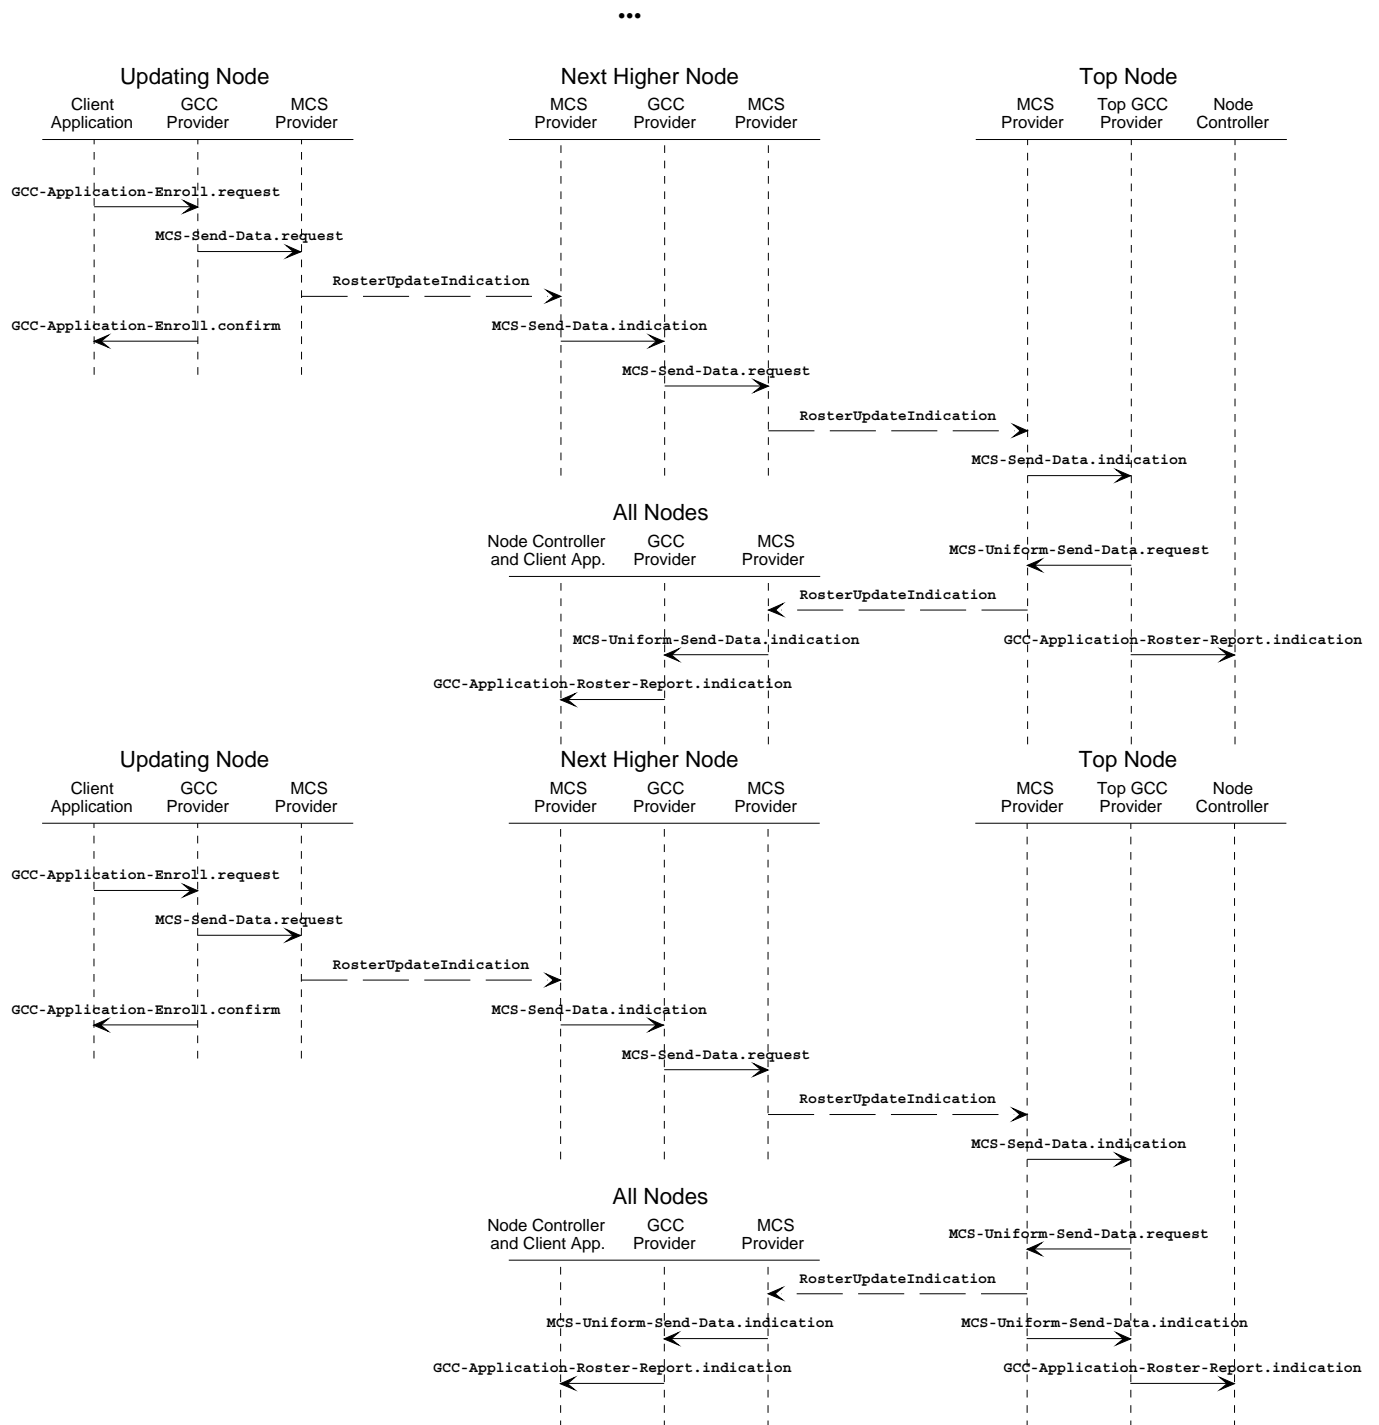 ...
Updating Node
Next Higher Node
Top Node
Client Application
GCC Provider
MCS Provider
MCS Provider
GCC Provider
MCS Provider
MCS Provider
Top GCC Provider
Node Controller
GCC-Application-Enroll.request
MCS-Send-Data.request
RosterUpdateIndication
GCC-Application-Enroll.confirm
MCS-Send-Data.indication
MCS-Send-Data.request
RosterUpdateIndication
MCS-Send-Data.indication
All Nodes
Node Controller and Client App.
GCC Provider
MCS Provider
MCS-Uniform-Send-Data.request
RosterUpdateIndication
MCS-Uniform-Send-Data.indication
GCC-Application-Roster-Report.indication
GCC-Application-Roster-Report.indication
Updating Node
Next Higher Node
Top Node
Client Application
GCC Provider
MCS Provider
MCS Provider
GCC Provider
MCS Provider
MCS Provider
Top GCC Provider
Node Controller
GCC-Application-Enroll.request
MCS-Send-Data.request
RosterUpdateIndication
GCC-Application-Enroll.confirm
MCS-Send-Data.indication
MCS-Send-Data.request
RosterUpdateIndication
MCS-Send-Data.indication
All Nodes
Node Controller and Client App.
GCC Provider
MCS Provider
MCS-Uniform-Send-Data.request
RosterUpdateIndication
MCS-Uniform-Send-Data.indication
MCS-Uniform-Send-Data.indication
GCC-Application-Roster-Report.indication
GCC-Application-Roster-Report.indication